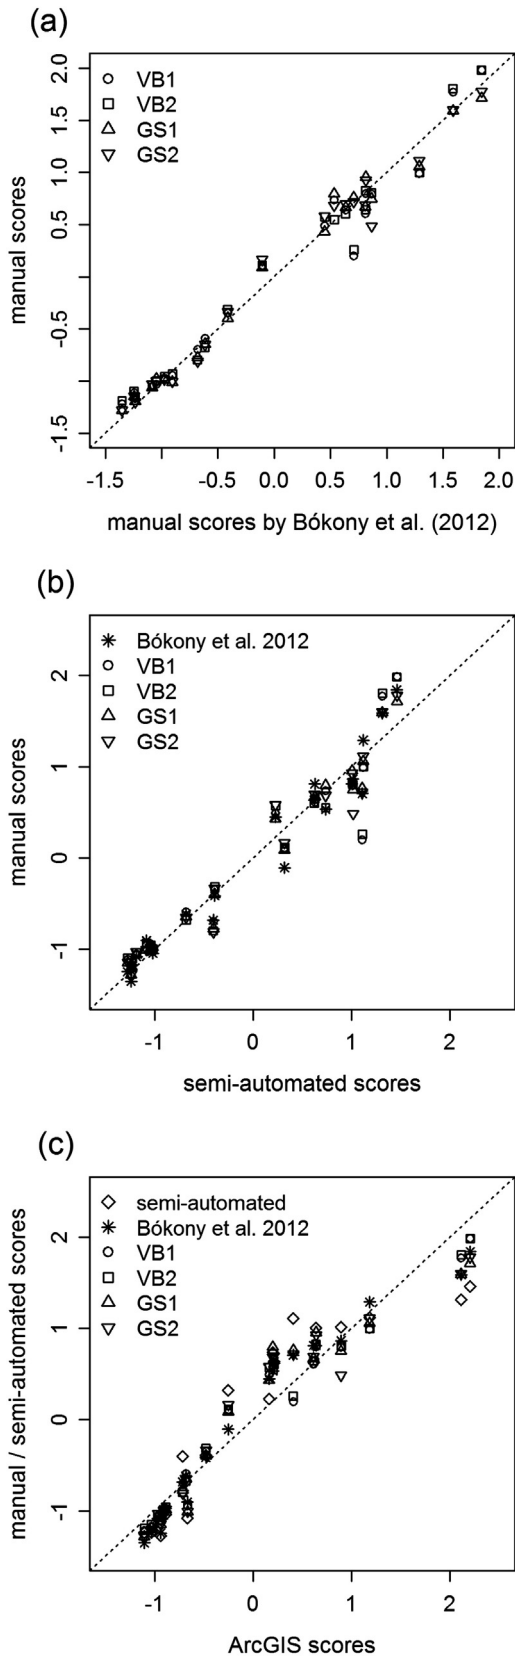 (a)
2.0
1.5
1.0
0.5
-0.5
-1.5
manual scores
VB1
VB2
GS1
GS2
-1.5
-0.5
0.0
0.5
1.0
1.5
2.0
manual scores by Bókony et al. (2012)
(b)
2
1
0
-1
manual scores
Bókony et al. 2012
VB1
VB2
GS1
GS2
-1
0
1
2
semi-automated scores
(c)
2
1
0
-1
manual / semi-automated scores
semi-automated
Bókony et al. 2012
VB1
VB2
GS1
GS2
-1
0
1
2
ArcGIS scores